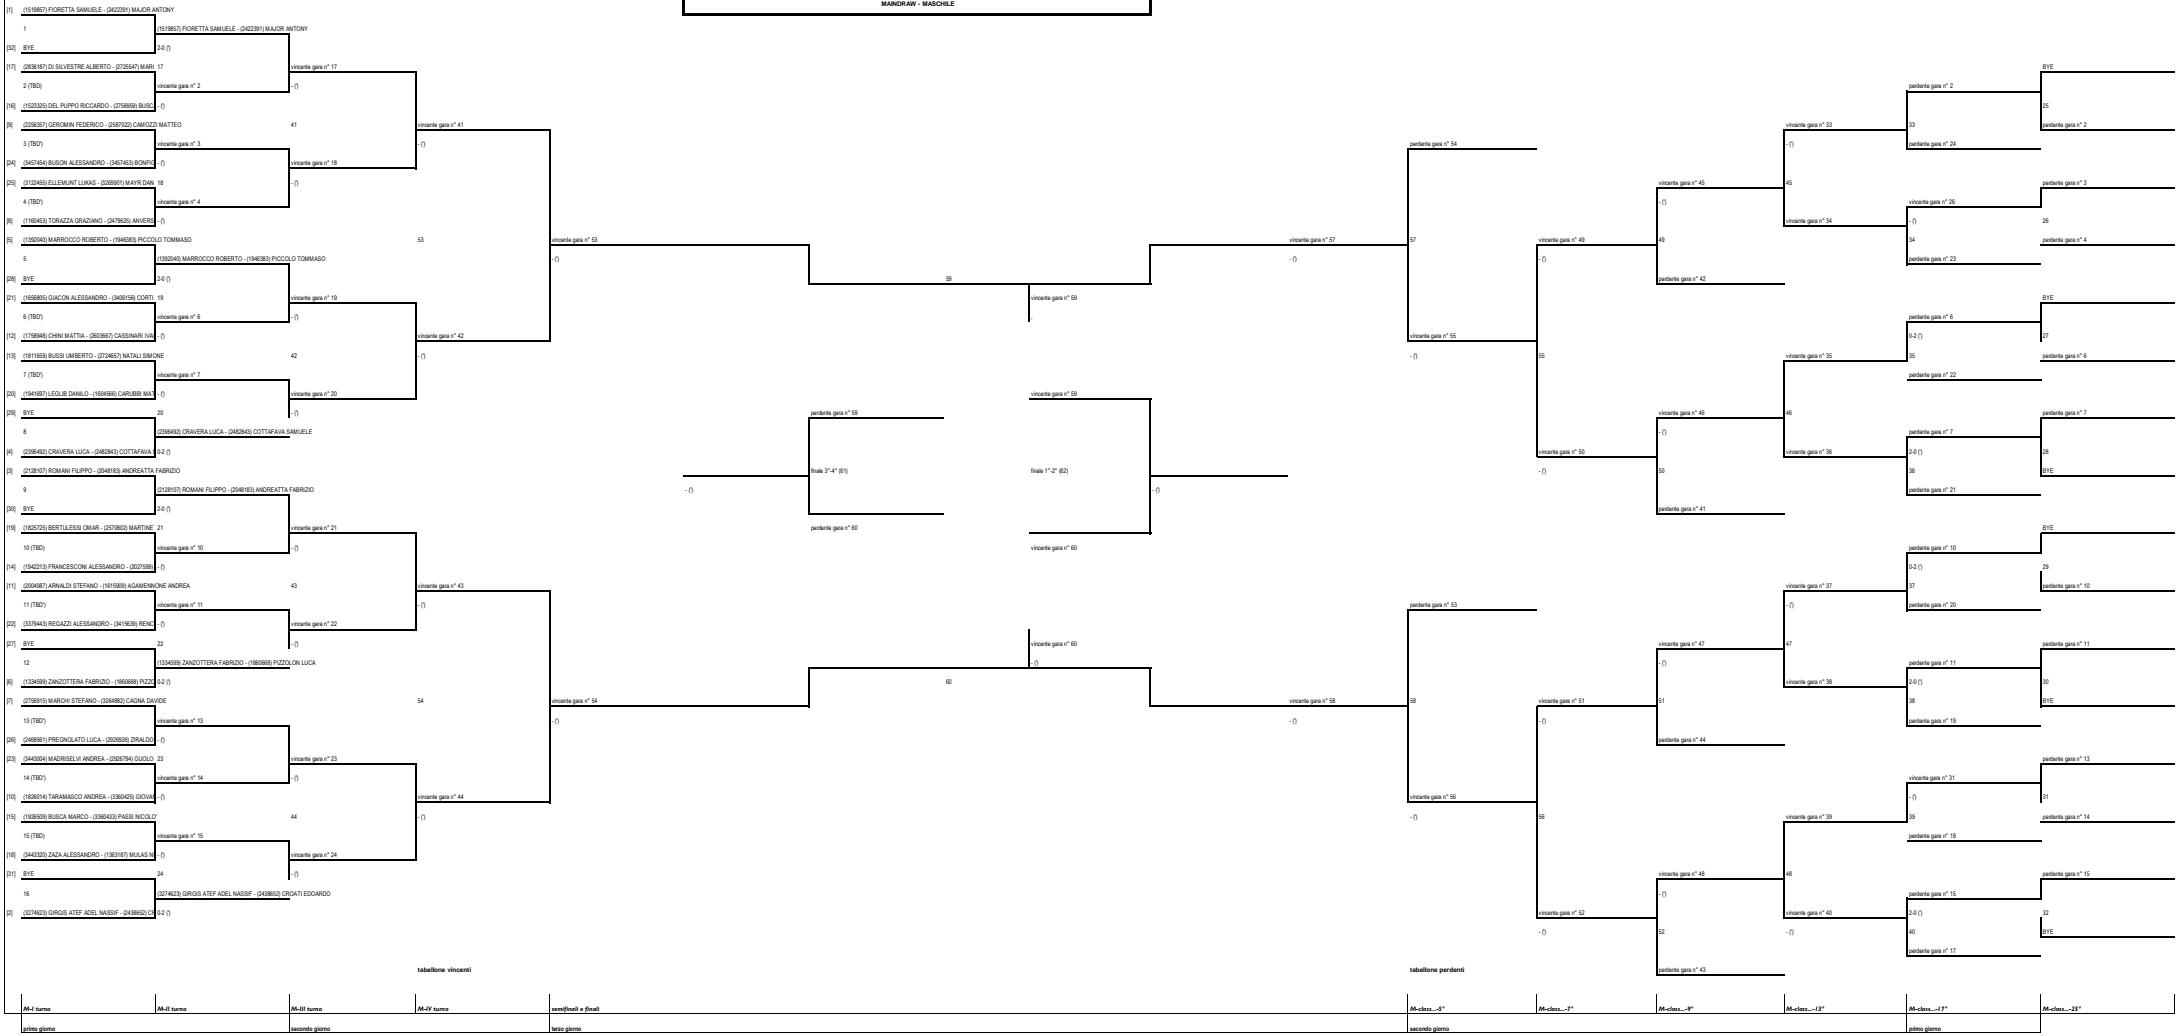 MAINDRAW - MASCHILE
[1] (1519857) FIORETTA SAMUELE - (2422391) MAJOR ANTONY
1
(1519857) FIORETTA SAMUELE - (2422391) MAJOR ANTONY
[32] BYE
2-0 (')
[17] (2836187) DI SILVESTRE ALBERTO - (2725547) MARI
17
vincente gara n° 17
2 (TBD)
vincente gara n° 2
- (')
[16] (1523325) DEL PUPPO RICCARDO - (2756959) BUSC
- (')
[9] (2256357) GEROMIN FEDERICO - (2587022) CAMOZZI MATTEO
41
vincente gara n° 41
3 (TBD')
vincente gara n° 3
- (')
[24] (3457454) BUSON ALESSANDRO - (3457453) BONFIG
- (')
vincente gara n° 18
[25] (3122455) ELLEMUNT LUKAS - (3269901) MAYR DAN
18
- (')
4 (TBD')
vincente gara n° 4
[8] (1160453) TORAZZA GRAZIANO - (2479625) ANVERS
- (')
[5] (1392040) MARROCCO ROBERTO - (1946383) PICCOLO TOMMASO
53
vincente gara n° 53
5
(1392040) MARROCCO ROBERTO - (1946383) PICCOLO TOMMASO
- (')
[28] BYE
2-0 (')
[21] (1656805) GIACON ALESSANDRO - (3406156) CORTI
19
vincente gara n° 19
6 (TBD')
vincente gara n° 6
- (')
[12] (1758948) CHINI MATTIA - (2603667) CASSINARI IVA
- (')
vincente gara n° 42
[13] (1811659) BUSSI UMBERTO - (2724657) NATALI SIMONE
42
- (')
7 (TBD')
vincente gara n° 7
[20] (1941697) LEGLIB DANILO - (1604566) CARUBBI MAT
- (')
vincente gara n° 20
[29] BYE
20
- (')
8
(2396492) CRAVERA LUCA - (2482843) COTTAFAVA SAMUELE
[4] (2396492) CRAVERA LUCA - (2482843) COTTAFAVA S
0-2 (')
[3] (2128107) ROMANI FILIPPO - (2048183) ANDREATTA FABRIZIO
9
(2128107) ROMANI FILIPPO - (2048183) ANDREATTA FABRIZIO
[30] BYE
2-0 (')
[19] (1825725) BERTULESSI OMAR - (2570802) MARTINE
21
vincente gara n° 21
10 (TBD)
vincente gara n° 10
- (')
[14] (1942213) FRANCESCONI ALESSANDRO - (2027599)
- (')
[11] (2004987) ARNALDI STEFANO - (1615909) AGAMENNONE ANDREA
43
vincente gara n° 43
11 (TBD')
vincente gara n° 11
- (')
[22] (3379443) REGAZZI ALESSANDRO - (3415639) RENC
- (')
vincente gara n° 22
[27] BYE
22
- (')
12
(1334599) ZANZOTTERA FABRIZIO - (1860668) PIZZOLON LUCA
[6] (1334599) ZANZOTTERA FABRIZIO - (1860668) PIZZO
0-2 (')
[7] (2756915) MARCHI STEFANO - (3264882) CAGNA DAVIDE
54
vincente gara n° 54
13 (TBD')
vincente gara n° 13
- (')
[26] (2468561) PREGNOLATO LUCA - (2926926) ZIRALDO
- (')
[23] (3443004) MADRISELVI ANDREA - (2926794) GUOLO
23
vincente gara n° 23
14 (TBD')
vincente gara n° 14
- (')
[10] (1826014) TARAMASCO ANDREA - (3360425) GIOVAN
- (')
vincente gara n° 44
[15] (1926509) BUSCA MARCO - (3360433) PASSI NICOLO'
44
- (')
15 (TBD)
vincente gara n° 15
[18] (3443320) ZAZA ALESSANDRO - (1363187) MULAS NI
- (')
vincente gara n° 24
[31] BYE
24
- (')
16
(3274623) GIRGIS ATEF ADEL NASSIF - (2438652) CROATI EDOARDO
[2] (3274623) GIRGIS ATEF ADEL NASSIF - (2438652) CR
0-2 (')
59
vincente gara n° 59
-
perdente gara n° 59
finale 3°-4° (61)
- (')
perdente gara n° 60
vincente gara n° 59
finale 1°-2° (62)
- (')
vincente gara n° 60
vincente gara n° 60
- (')
60
vincente gara n° 57
- (')
vincente gara n° 58
- (')
perdente gara n° 54
57
vincente gara n° 55
- (')
perdente gara n° 53
58
vincente gara n° 56
- (')
vincente gara n° 49
- (')
55
vincente gara n° 50
- (')
vincente gara n° 51
- (')
56
vincente gara n° 52
- (')
vincente gara n° 45
- (')
49
perdente gara n° 42
vincente gara n° 46
- (')
50
perdente gara n° 41
vincente gara n° 47
- (')
51
perdente gara n° 44
vincente gara n° 48
- (')
52
perdente gara n° 43
vincente gara n° 33
- (')
45
vincente gara n° 34
vincente gara n° 35
46
vincente gara n° 36
vincente gara n° 37
- (')
47
vincente gara n° 38
vincente gara n° 39
48
vincente gara n° 40
- (')
perdente gara n° 2
33
perdente gara n° 24
vincente gara n° 26
- (')
34
perdente gara n° 23
perdente gara n° 6
0-2 (')
35
perdente gara n° 22
perdente gara n° 7
2-0 (')
36
perdente gara n° 21
perdente gara n° 10
0-2 (')
37
perdente gara n° 20
perdente gara n° 11
2-0 (')
38
perdente gara n° 19
vincente gara n° 31
- (')
39
perdente gara n° 18
perdente gara n° 15
2-0 (')
40
perdente gara n° 17
BYE
25
perdente gara n° 2
perdente gara n° 3
26
perdente gara n° 4
BYE
27
perdente gara n° 6
perdente gara n° 7
28
BYE
BYE
29
perdente gara n° 10
perdente gara n° 11
30
BYE
perdente gara n° 13
31
perdente gara n° 14
perdente gara n° 15
32
BYE
tabellone vincenti
tabellone perdenti
M-I turno
M-II turno
M-III turno
M-IV turno
semifinali e finali
M-class...-5°
M-class...-7°
M-class...-9°
M-class...-13°
M-class...-17°
M-class...-25°
primo giorno
secondo giorno
terzo giorno
secondo giorno
primo giorno